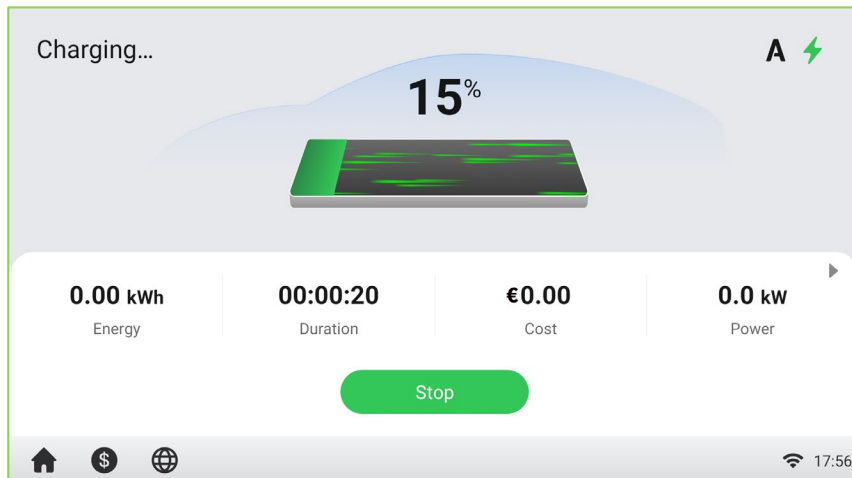 Charging...
A
15%
0.00 kWh
Energy
00:00:20
Duration
€0.00
Cost
0.0 kW
Power
Stop
$
17:56